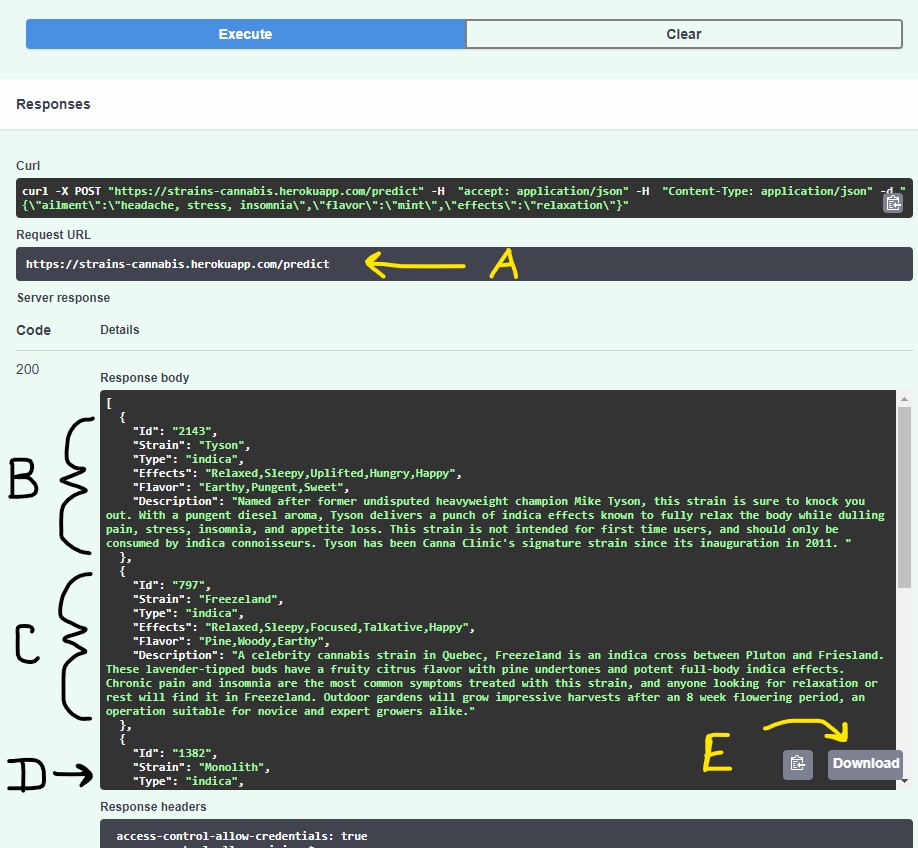 Execute Clear
Responses
Curl
curl -X POST "https://strains-cannabis.herokuapp.com/predict" -H  "accept: application/json" -H  "Content-Type: application/json" -d "
{\"ailment\":\"headache, stress, insomnia\",\"flavor\":\"mint\",\"effects\":\"relaxation\"}"
Request URL
https://strains-cannabis.herokuapp.com/predict A
Server response
Code Details
200
Response body
[
{
"Id": "2143",
"Strain": "Tyson",
"Type": "indica",
B "Effects": "Relaxed,Sleepy,Uplifted,Hungry,Happy",
"Flavor": "Earthy,Pungent,Sweet",
"Description": "Named after former undisputed heavyweight champion Mike Tyson, this strain is sure to knock you
out. With a pungent diesel aroma, Tyson delivers a punch of indica effects known to fully relax the body while dulling
pain, stress, insomnia, and appetite loss. This strain is not intended for first time users, and should only be
consumed by indica connoisseurs. Tyson has been Canna Clinic's signature strain since its inauguration in 2011. "
},
{
"Id": "797",
"Strain": "Freezeland",
"Type": "indica",
"Effects": "Relaxed,Sleepy,Focused,Talkative,Happy",
C "Flavor": "Pine,Woody,Earthy",
"Description": "A celebrity cannabis strain in Quebec, Freezeland is an indica cross between Pluton and Friesland.
These lavender-tipped buds have a fruity citrus flavor with pine undertones and potent full-body indica effects.
Chronic pain and insomnia are the most common symptoms treated with this strain, and anyone looking for relaxation or
rest will find it in Freezeland. Outdoor gardens will grow impressive harvests after an 8 week flowering period, an
operation suitable for novice and expert growers alike."
},
{
"Id": "1382", E
"Strain": "Monolith", Download
D "Type": "indica",
Response headers
access-control-allow-credentials: true